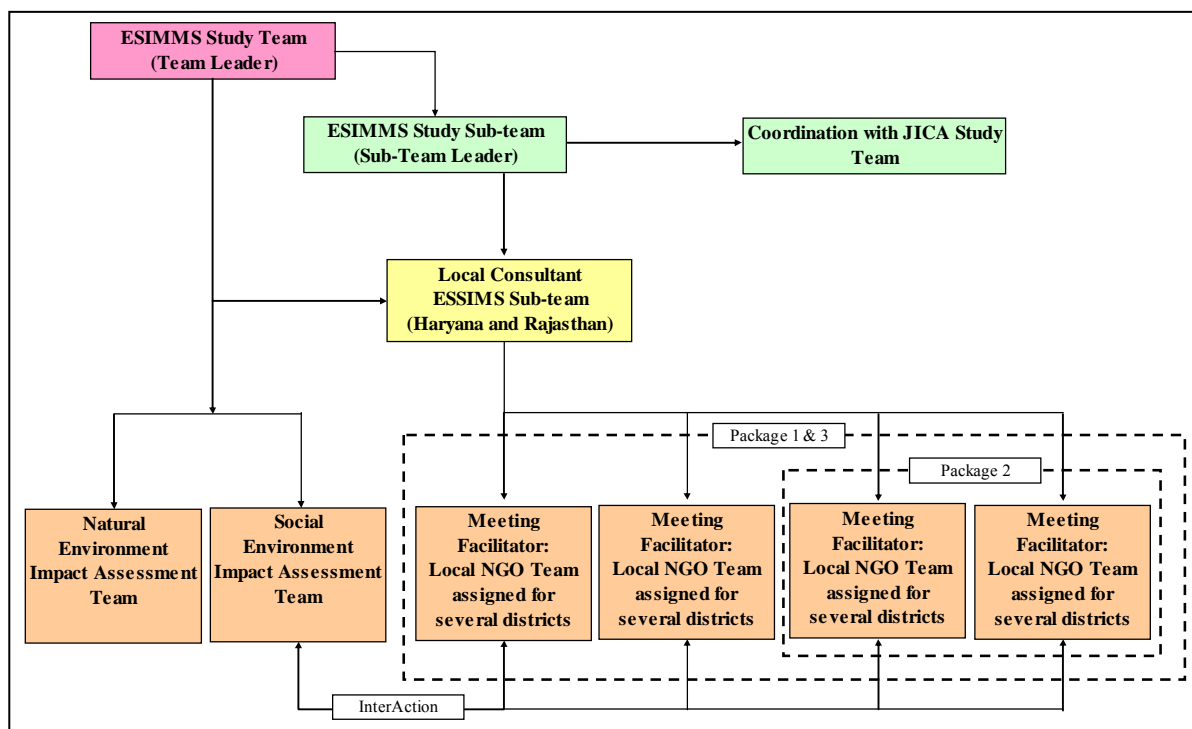 ESIMMS Study Team
(Team Leader)
ESIMMS Study Sub-team
(Sub-Team Leader)
Coordination with JICA Study
Team
Local Consultant
ESSIMS Sub-team
(Haryana and Rajasthan)
Package 1 & 3
Package 2
Natural
Environment
Impact Assessment
Team
Social
Environment
Impact Assessment
Team
Meeting
Facilitator:
Local NGO Team
assigned for
several districts
Meeting
Facilitator:
Local NGO Team
assigned for
several districts
Meeting
Facilitator:
Local NGO Team
assigned for
several districts
Meeting
Facilitator:
Local NGO Team
assigned for
several districts
InterAction